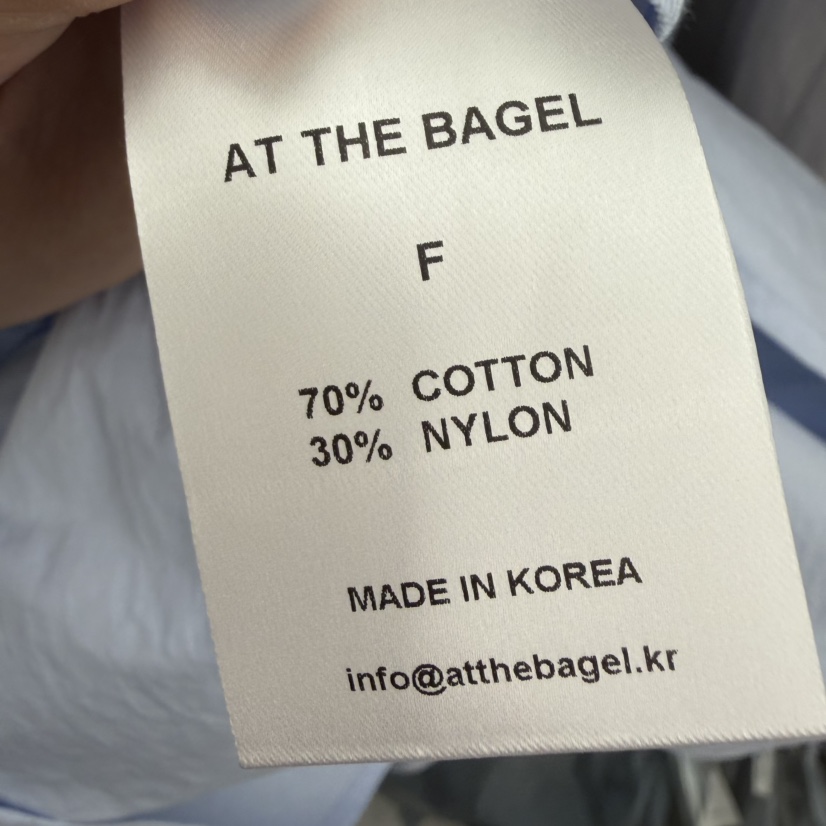 AT THE BAGEL
F
70% COTTON
30% NYLON
MADE IN KOREA
info@atthebagel.kr